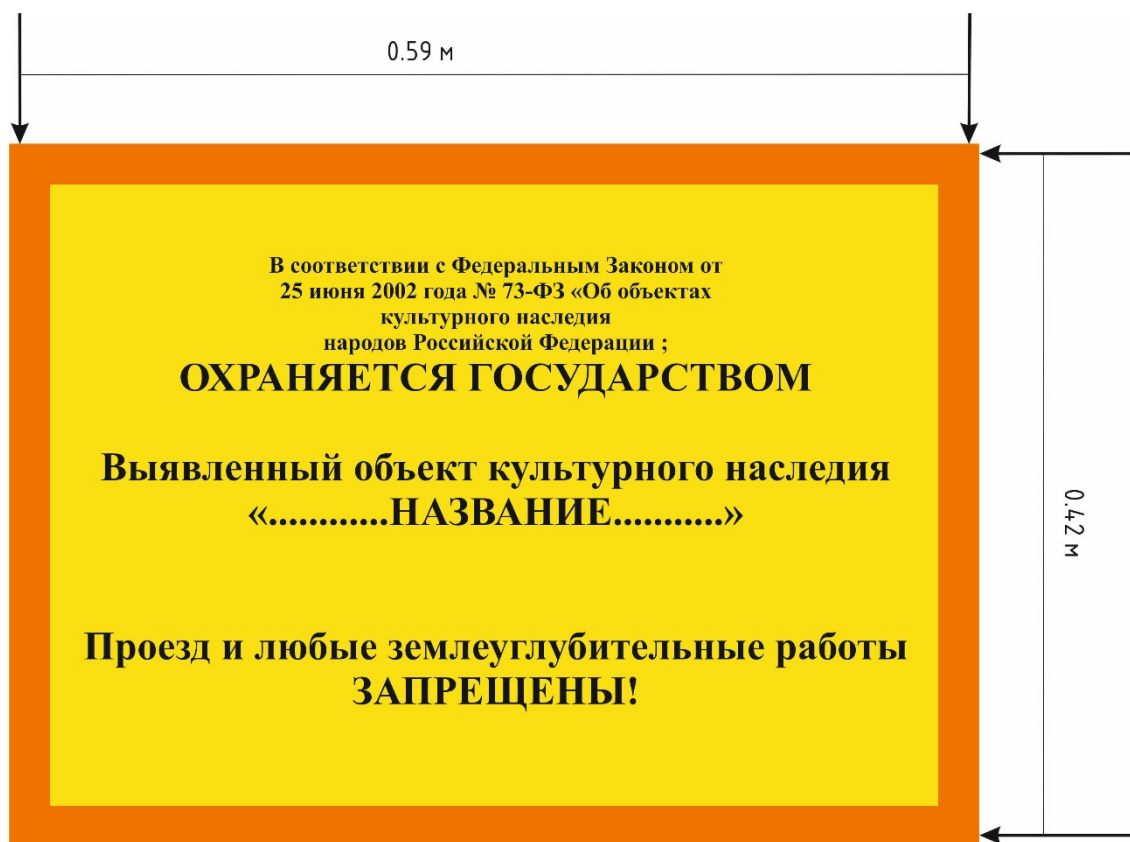 0.59 м
В соответствии с Федеральным Законом от
25 июня 2002 года № 73-ФЗ «Об объектах
культурного наследия
народов Российской Федерации ;
ОХРАНЯЕТСЯ ГОСУДАРСТВОМ
Выявленный объект культурного наследия
«............НАЗВАНИЕ...........»
0.42 м
Проезд и любые землеуглубительные работы
ЗАПРЕЩЕНЫ!